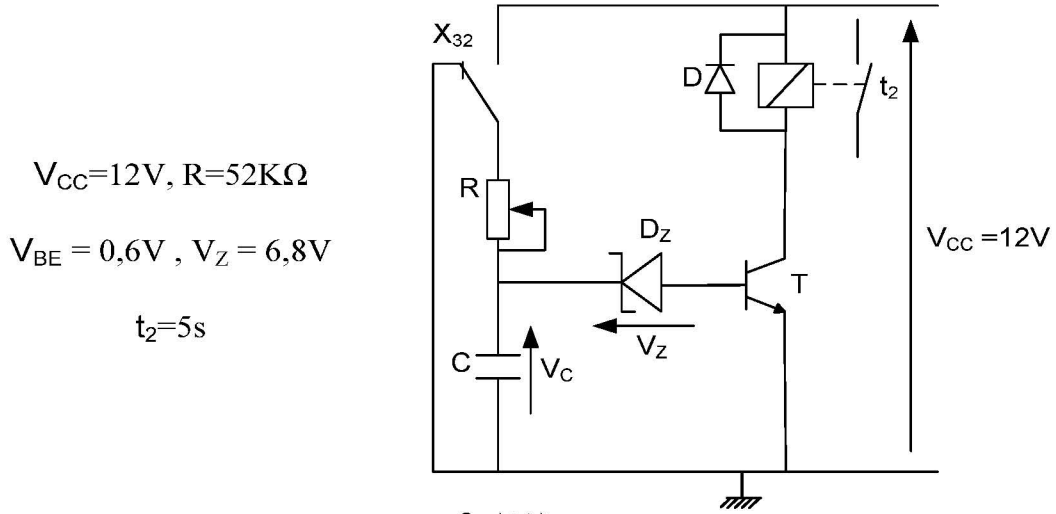 X32
D
t2
VCC=12V, R=52KΩ
R
DZ
VCC =12V
VBE = 0,6V , VZ = 6,8V
T
t2=5s
VZ
C
VC